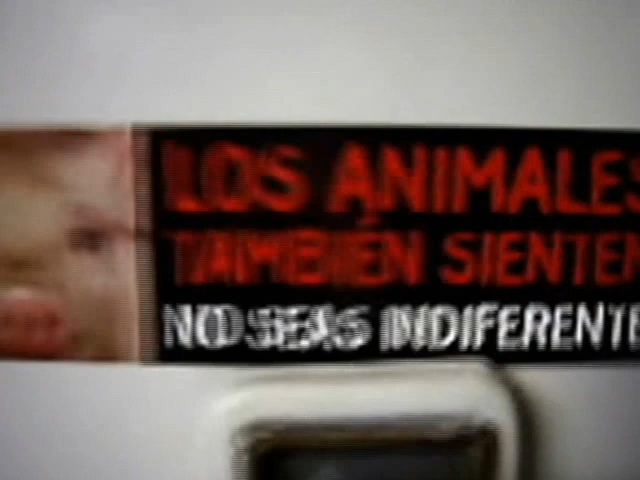 LOS ANIMALES
TAMBIÉN SIENTEN
NO SEAS INDIFERENTE